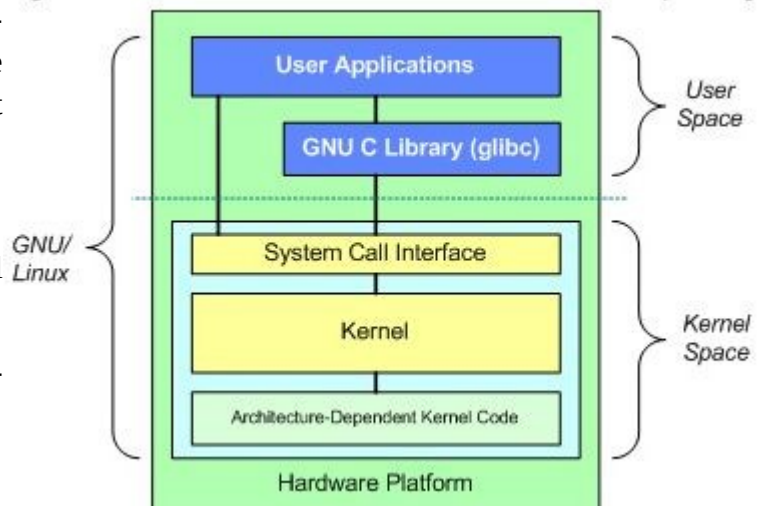 User Applications
GNU C Library (glibc)
User
Space
GNU/
Linux
System Call Interface
Kernel
Architecture-Dependent Kernel Code
Kernel
Space
Hardware Platform